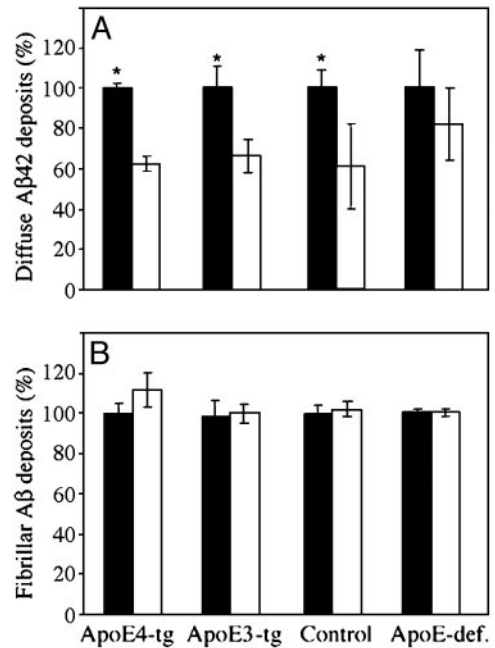 A
Diffuse Aβ42 deposits (%)
120
100
80
60
40
20
0
* * *
B
Fibrillar Aβ deposits (%)
120
100
80
60
40
20
0
ApoE4-tg ApoE3-tg Control ApoE-def.